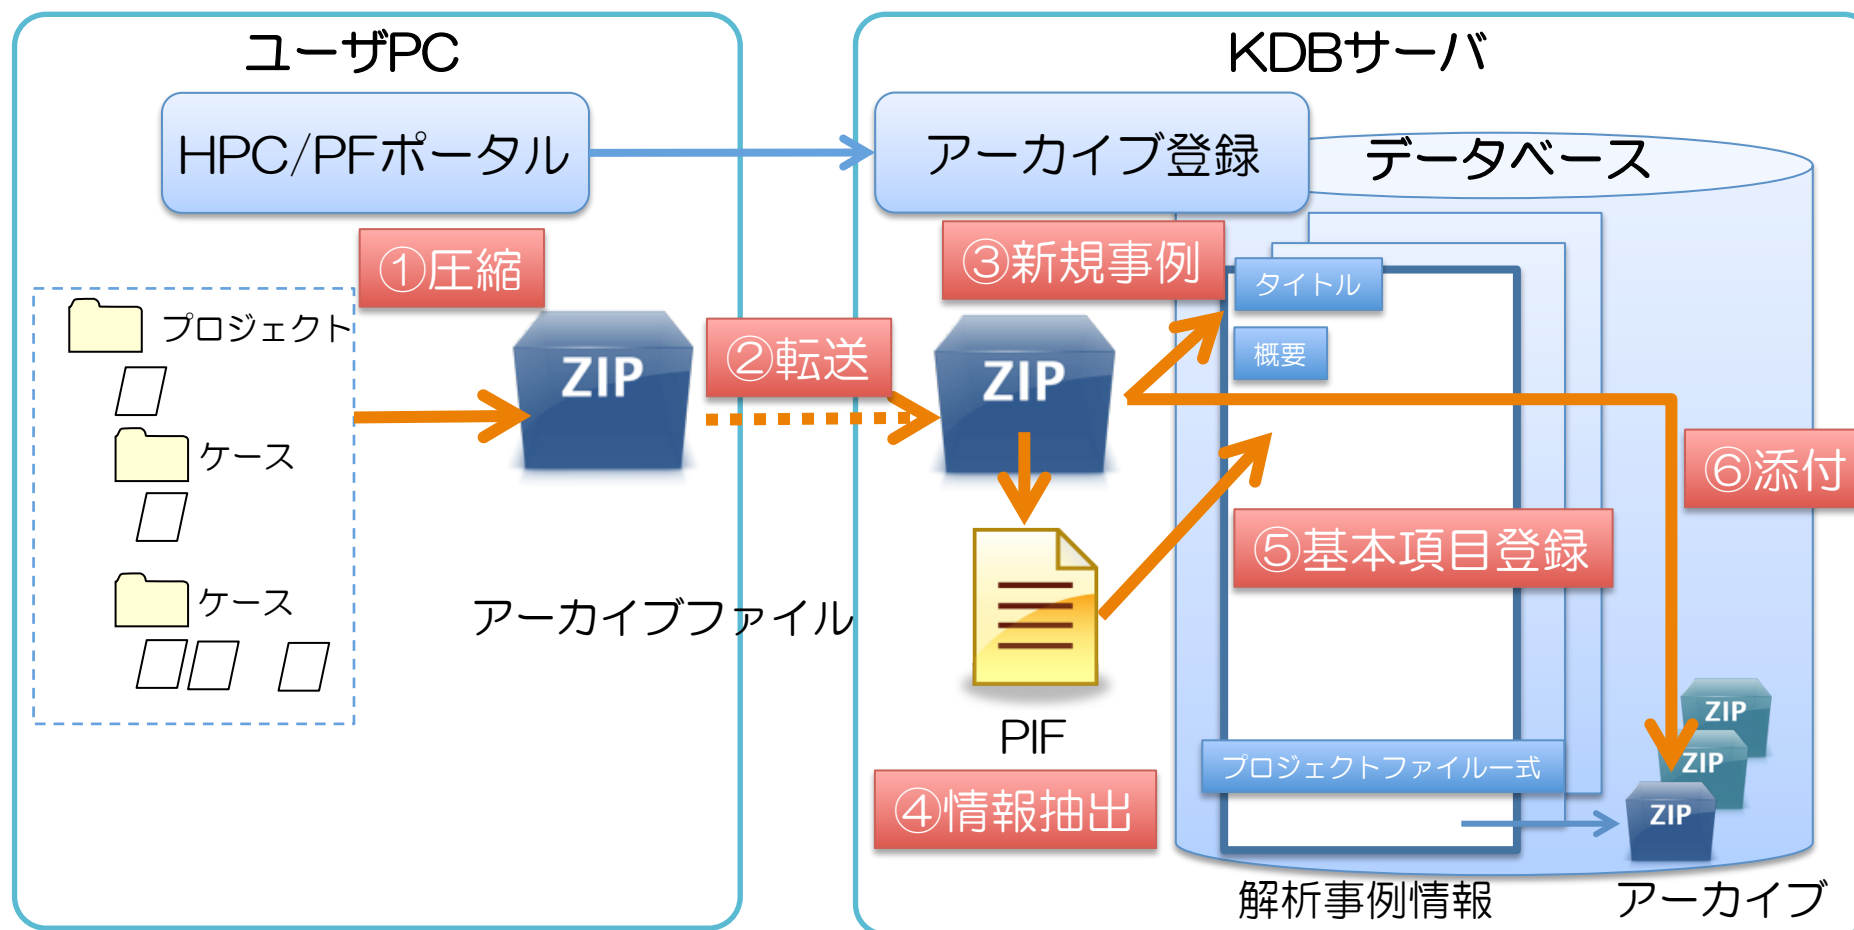 ユーザPC
HPC/PFポータル
①圧縮
プロジェクト
ケース
ケース
ZIP
アーカイブファイル
②転送
KDBサーバ
アーカイブ登録
データベース
③新規事例
タイトル
概要
ZIP
PIF
④情報抽出
⑤基本項目登録
⑥添付
プロジェクトファイル一式
ZIP
ZIP
ZIP
解析事例情報
アーカイブ